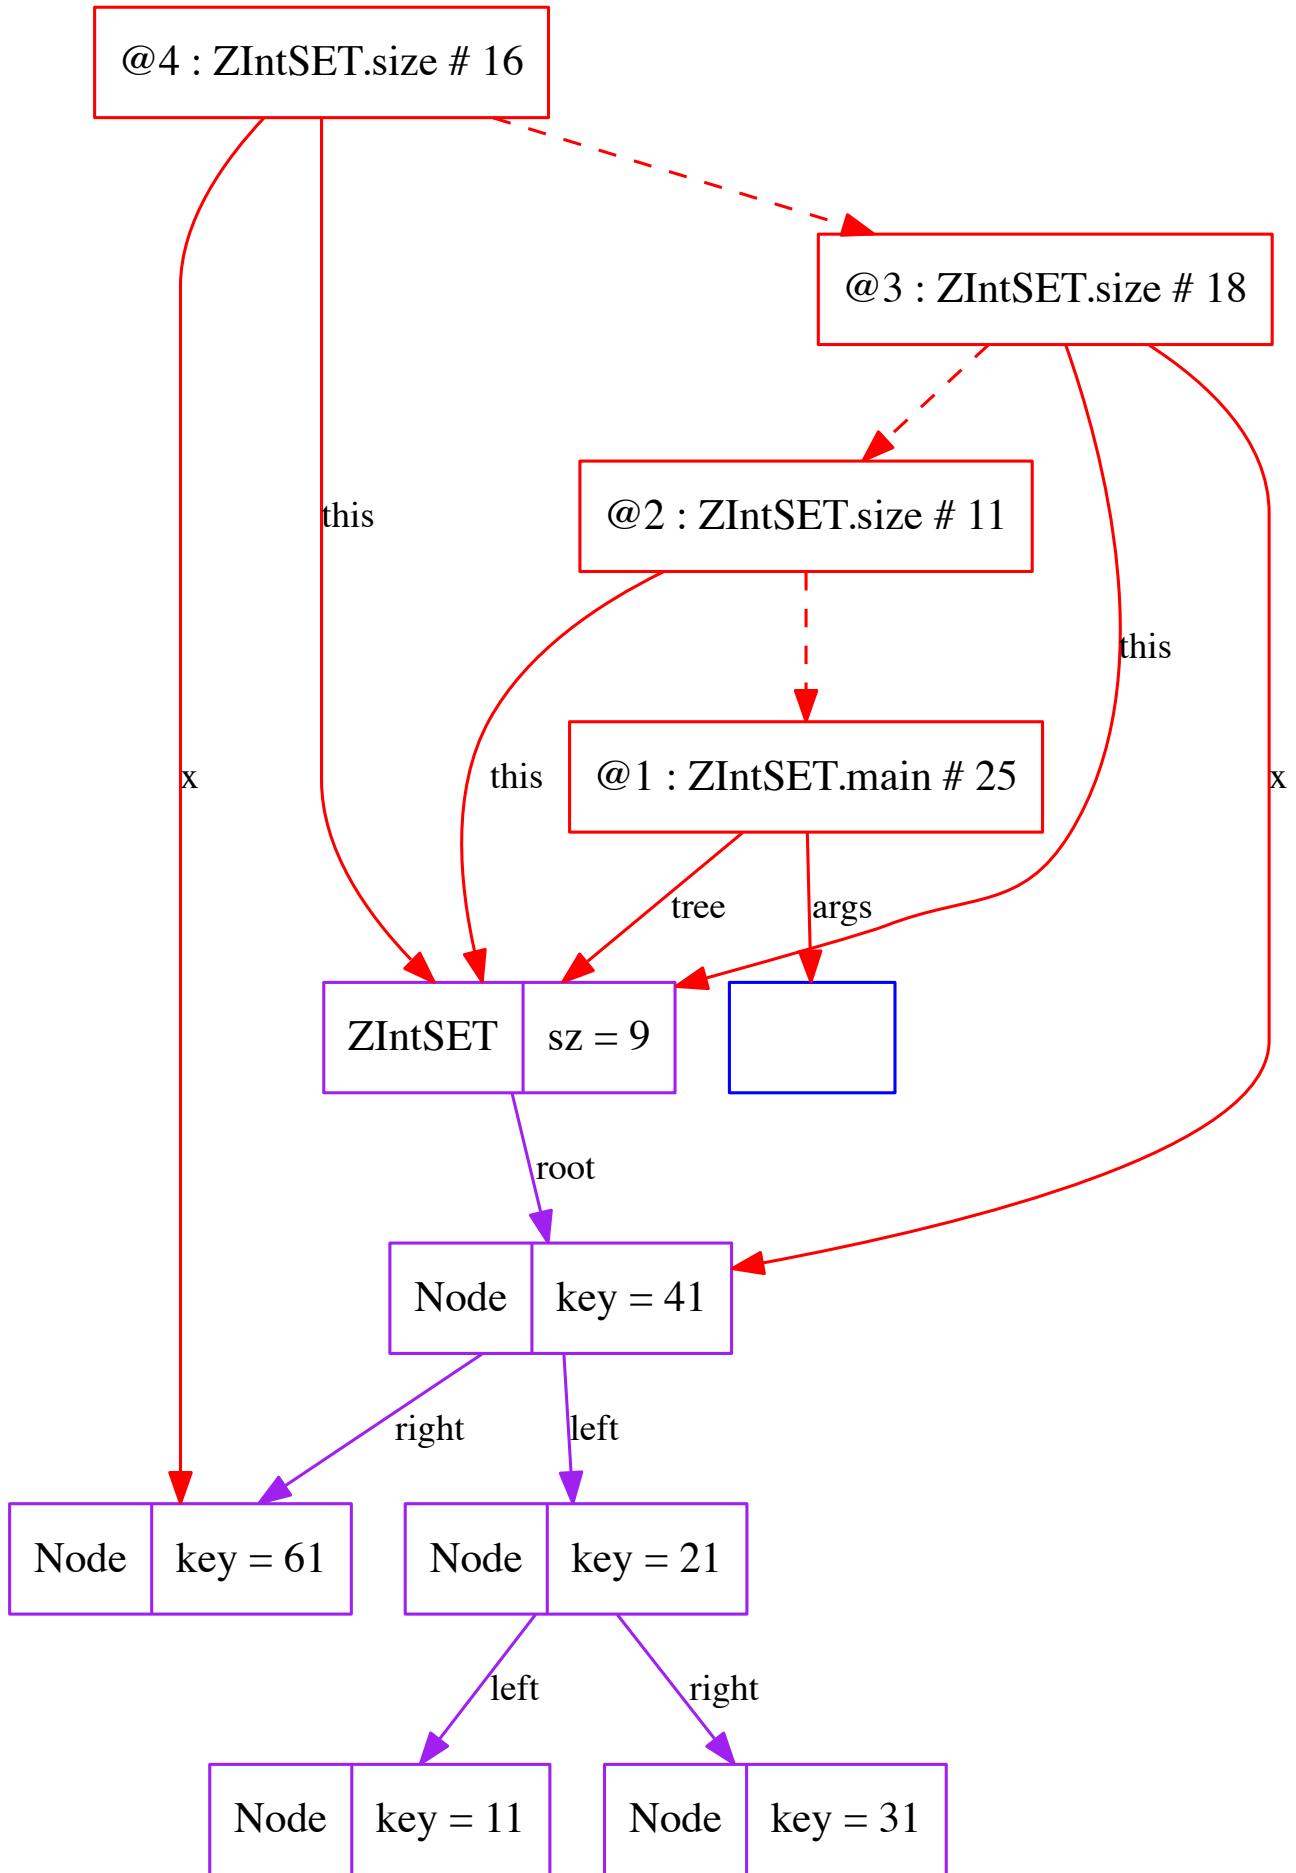 @4 : ZIntSET.size # 16
@3 : ZIntSET.size # 18
@2 : ZIntSET.size # 11
this
this
@1 : ZIntSET.main # 25
x
this
x
tree
args
ZIntSET
sz = 9
root
Node
key = 41
right
left
Node
key = 61
Node
key = 21
left
right
Node
key = 11
Node
key = 31